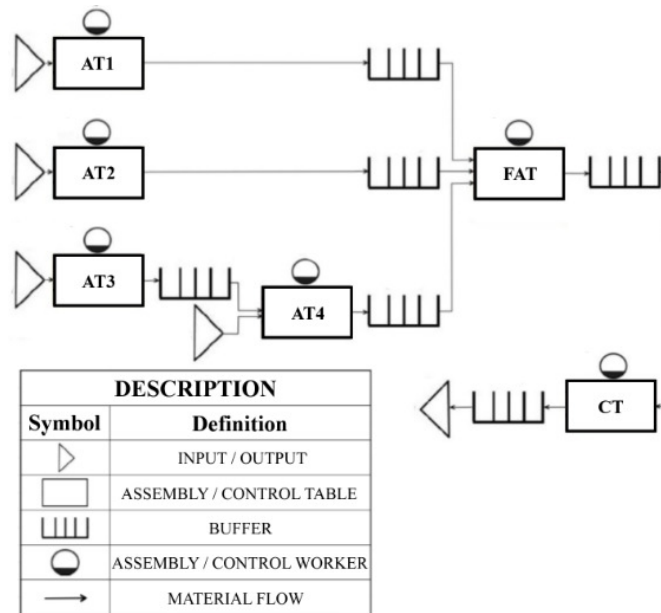 AT1
AT2
FAT
AT3
AT4
CT
DESCRIPTION
Symbol Definition
INPUT / OUTPUT
ASSEMBLY / CONTROL TABLE
BUFFER
ASSEMBLY / CONTROL WORKER
MATERIAL FLOW